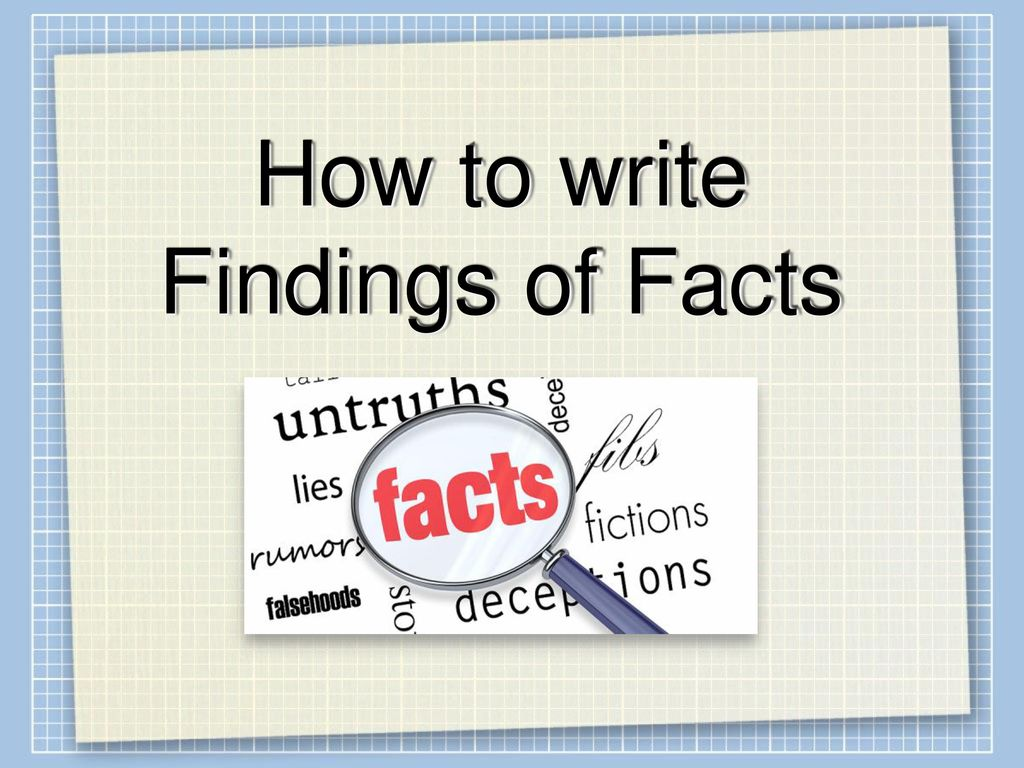 How to write
Findings of Facts
untruths
lies
facts
fibs
fictions
rumors
falsehoods
deceptions